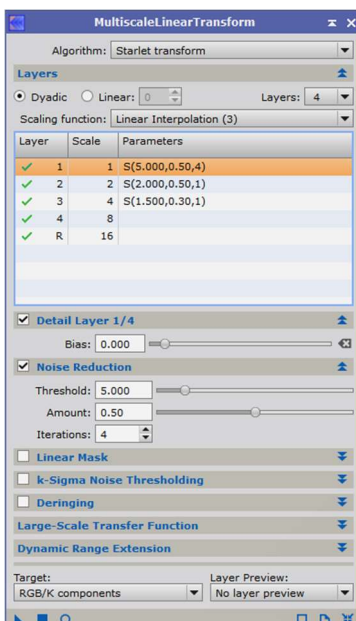 MultiscaleLinearTransform
Algorithm: Starlet transform
Layers
Dyadic Linear: 0 Layers: 4
Scaling function: Linear Interpolation (3)
Layer Scale Parameters
1 1 S(5.000,0.50,4)
2 2 S(2.000,0.50,1)
3 4 S(1.500,0.30,1)
4 8
R 16
Detail Layer 1/4
Bias: 0.000
Noise Reduction
Threshold: 5.000
Amount: 0.50
Iterations: 4
Linear Mask
k-Sigma Noise Thresholding
Deringing
Large-Scale Transfer Function
Dynamic Range Extension
Target: Layer Preview:
RGB/K components No layer preview